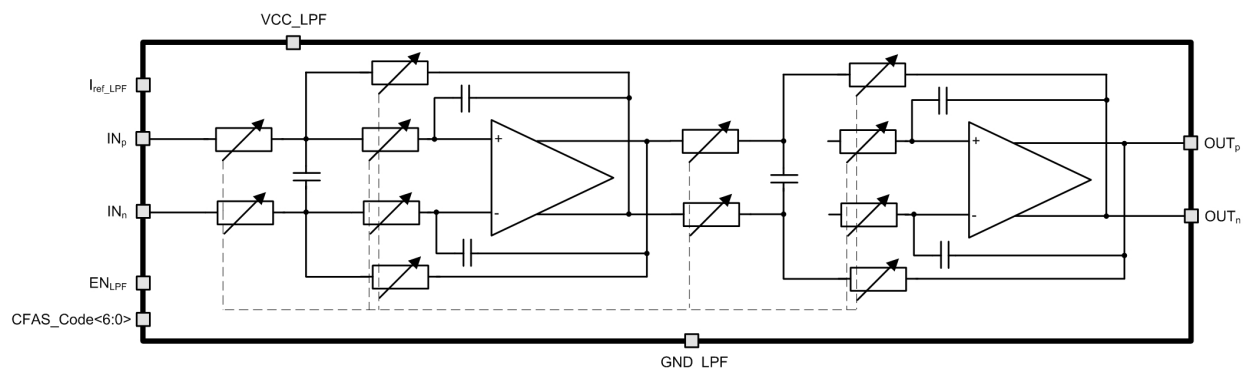 VCC_LPF
Iref_LPF
INp
INn
ENLPF
CFAS_Code<6:0>
+
-
+
-
OUTp
OUTn
GND_LPF